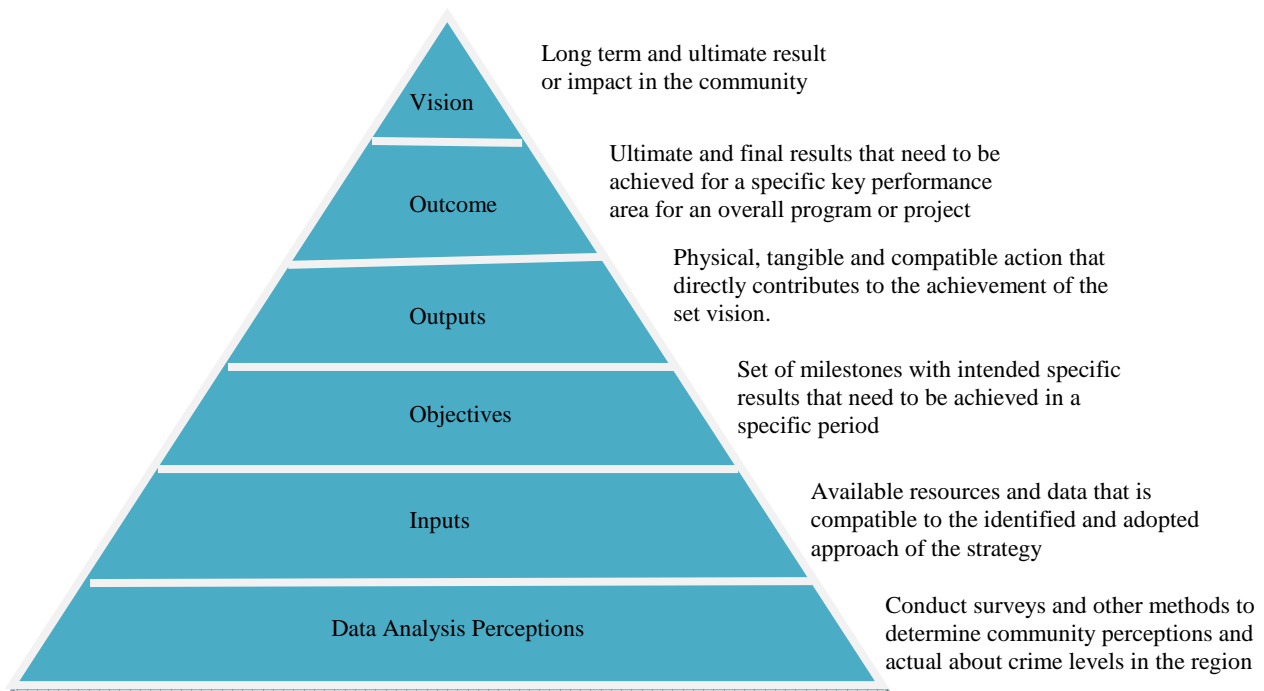 Vision
Long term and ultimate result
or impact in the community
Outcome
Ultimate and final results that need to be
achieved for a specific key performance
area for an overall program or project
Outputs
Physical, tangible and compatible action that
directly contributes to the achievement of the
set vision.
Objectives
Set of milestones with intended specific
results that need to be achieved in a
specific period
Inputs
Available resources and data that is
compatible to the identified and adopted
approach of the strategy
Data Analysis Perceptions
Conduct surveys and other methods to
determine community perceptions and
actual about crime levels in the region